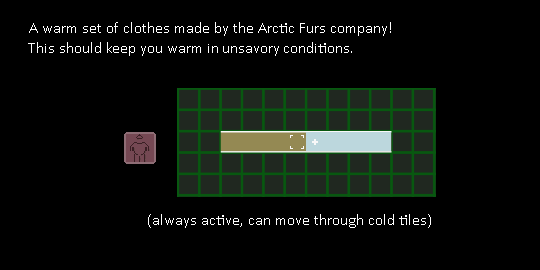 A warm set of clothes made by the Arctic Furs company!
This should keep you warm in unsavory conditions.
(always active, can move through cold tiles)